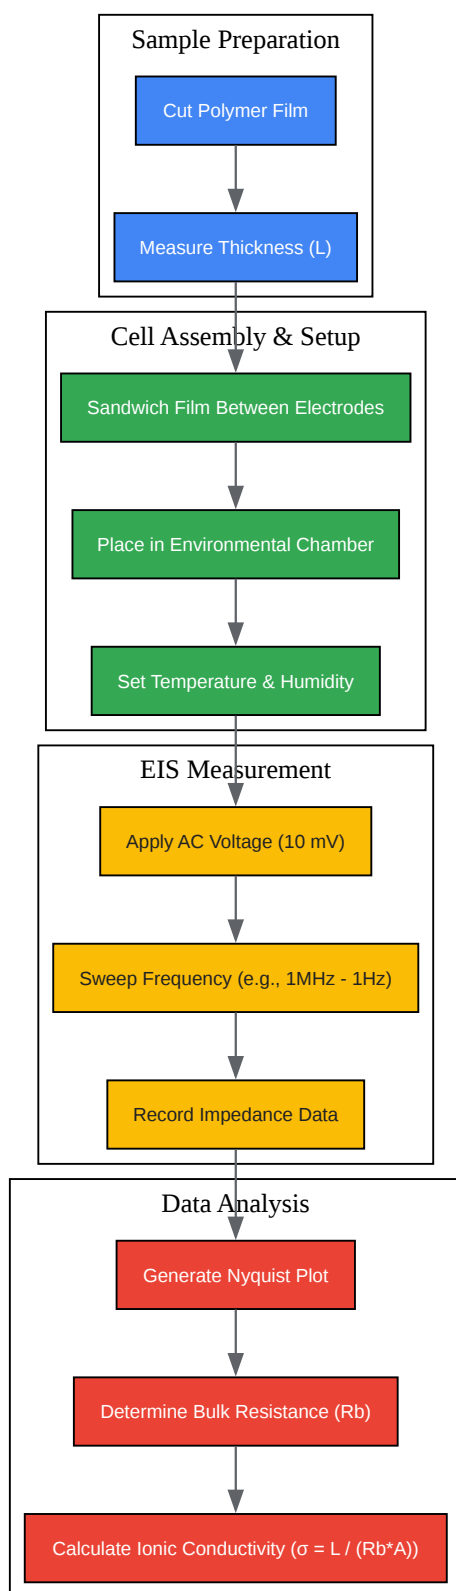 Sample Preparation
Cut Polymer Film
Measure Thickness (L)
Cell Assembly & Setup
Sandwich Film Between Electrodes
Place in Environmental Chamber
Set Temperature & Humidity
EIS Measurement
Apply AC Voltage (10 mV)
Sweep Frequency (e.g., 1MHz - 1Hz)
Record Impedance Data
Data Analysis
Generate Nyquist Plot
Determine Bulk Resistance (Rb)
Calculate Ionic Conductivity (σ = L / (Rb*A))